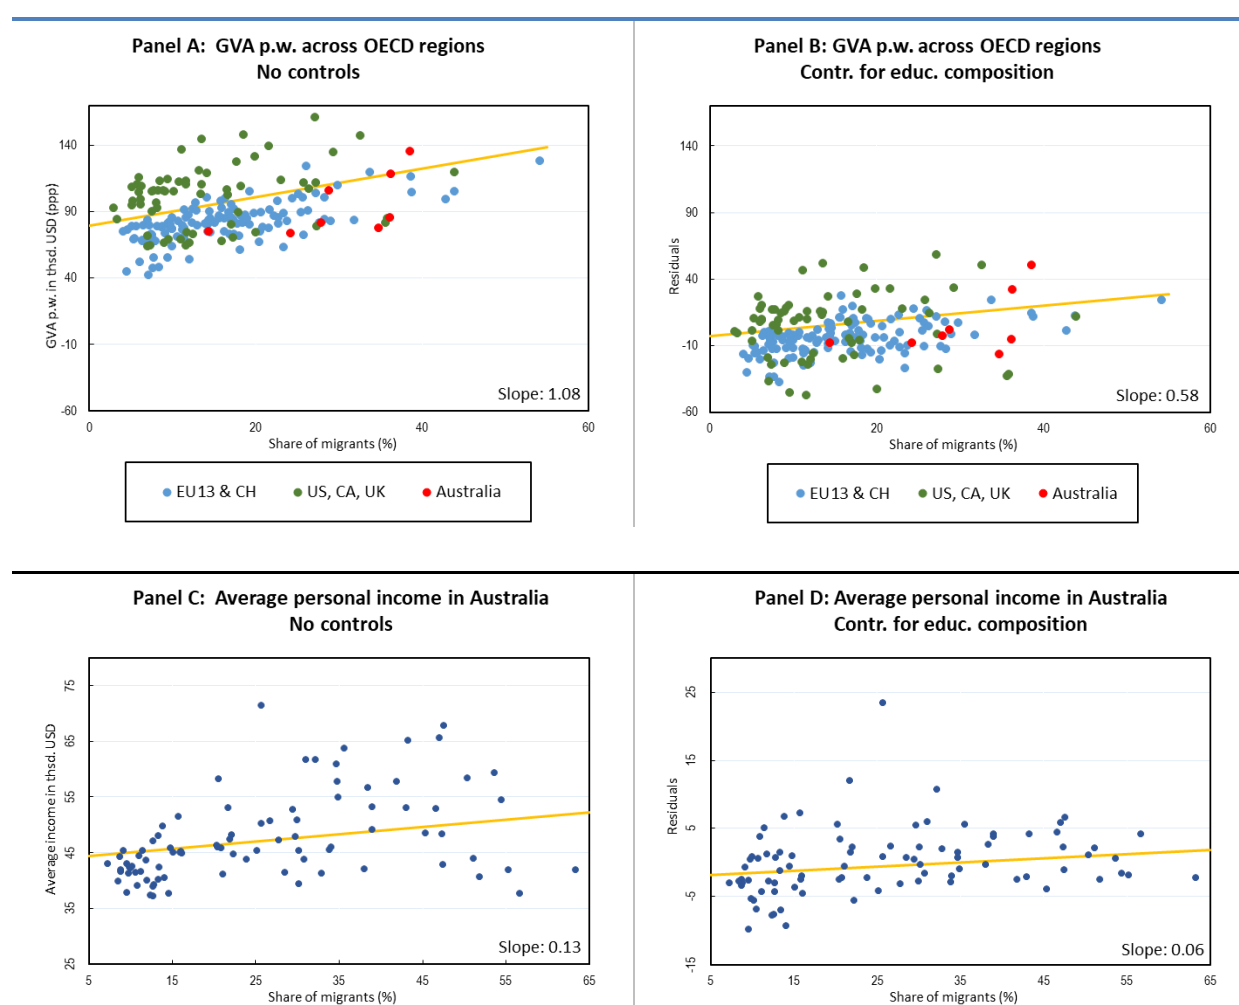 Panel A: GVA p.w. across OECD regions
No controls
GVA p.w. in thsd. USD (ppp)
140
90
40
-10
-60
0
20
40
60
Slope: 1.08
Share of migrants (%)
EU13 & CH
US, CA, UK
Australia
Panel B: GVA p.w. across OECD regions
Contr. for educ. composition
Residuals
140
90
40
-10
-60
0
20
40
60
Slope: 0.58
Share of migrants (%)
EU13 & CH
US, CA, UK
Australia
Panel C: Average personal income in Australia
No controls
Average income in thsd. USD
75
65
55
45
35
25
5
15
25
35
45
55
65
Slope: 0.13
Share of migrants (%)
Panel D: Average personal income in Australia
Contr. for educ. composition
Residuals
25
15
5
-5
-15
5
15
25
35
45
55
65
Slope: 0.06
Share of migrants (%)